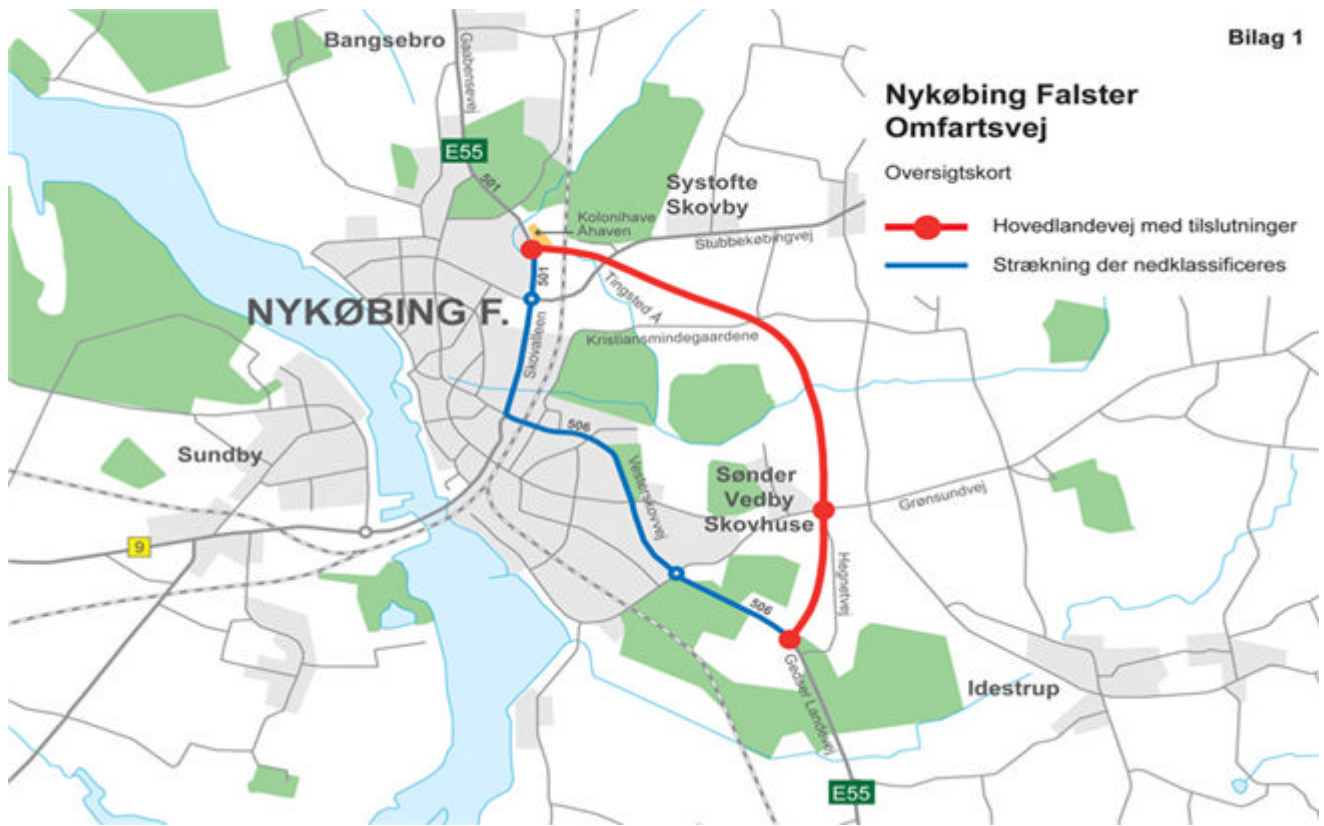 Bilag 1
Nykøbing Falster
Omfartsvej
Oversigtskort
Hovedlandevej med tilslutninger
Strækning der nedklassificeres
Bangsebro
Gaabensevej
E55
501
Systofte
Skovby
Kolonihave
Åhaven
Stubbekøbingvej
501
Tingsted Å
NYKØBING F.
Skovalleen
Kristiansmindegaardene
506
Sundby
Vesterskovvej
Sønder
Vedby
Skovhuse
Grønsundvej
9
Hegnetvej
506
Gedser Landevej
Idestrup
E55